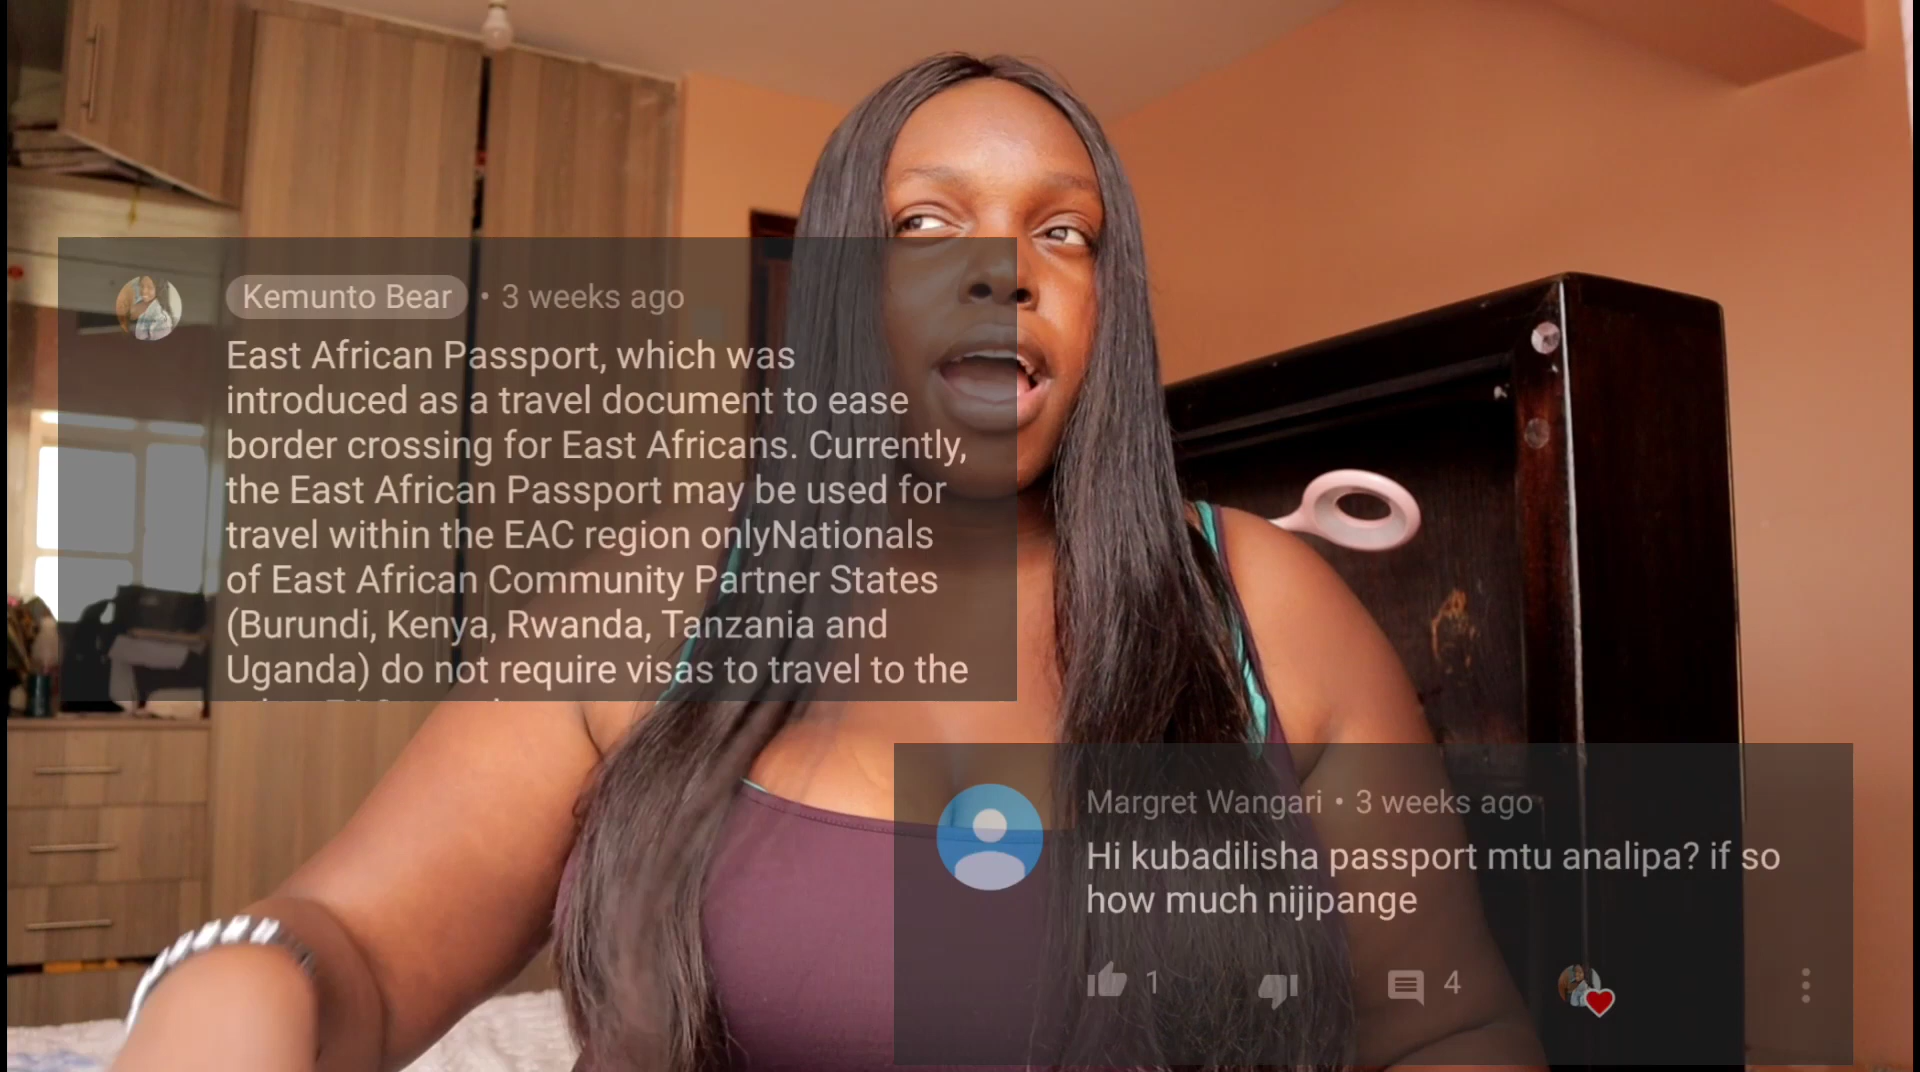 Kemunto Bear • 3 weeks ago
East African Passport, which was
introduced as a travel document to ease
border crossing for East Africans. Currently,
the East African Passport may be used for
travel within the EAC region onlyNationals
of East African Community Partner States
(Burundi, Kenya, Rwanda, Tanzania and
Uganda) do not require visas to travel to the
Margret Wangari • 3 weeks ago
Hi kubadilisha passport mtu analipa? if so
how much nijipange
1
4